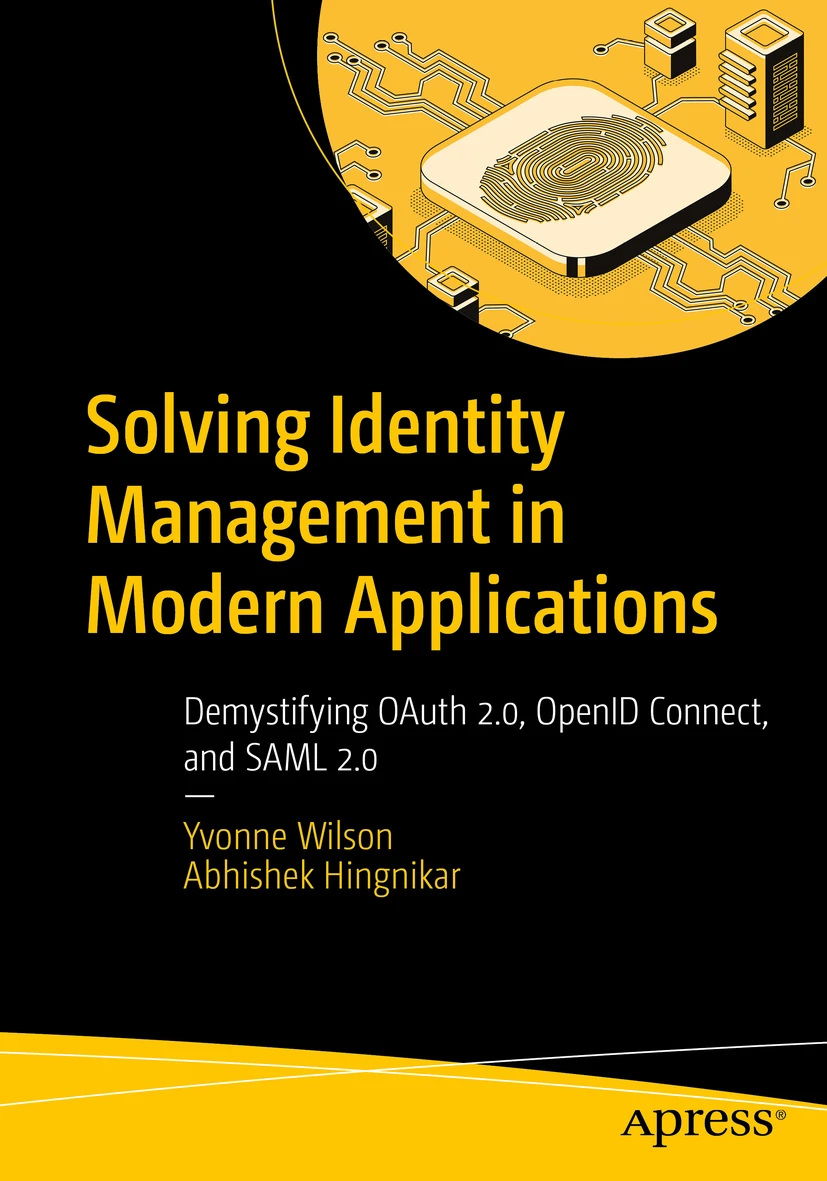 Solving Identity
Management in
Modern Applications
Demystifying OAuth 2.0, OpenID Connect,
and SAML 2.0
Yvonne Wilson
Abhishek Hingnikar
Apress®